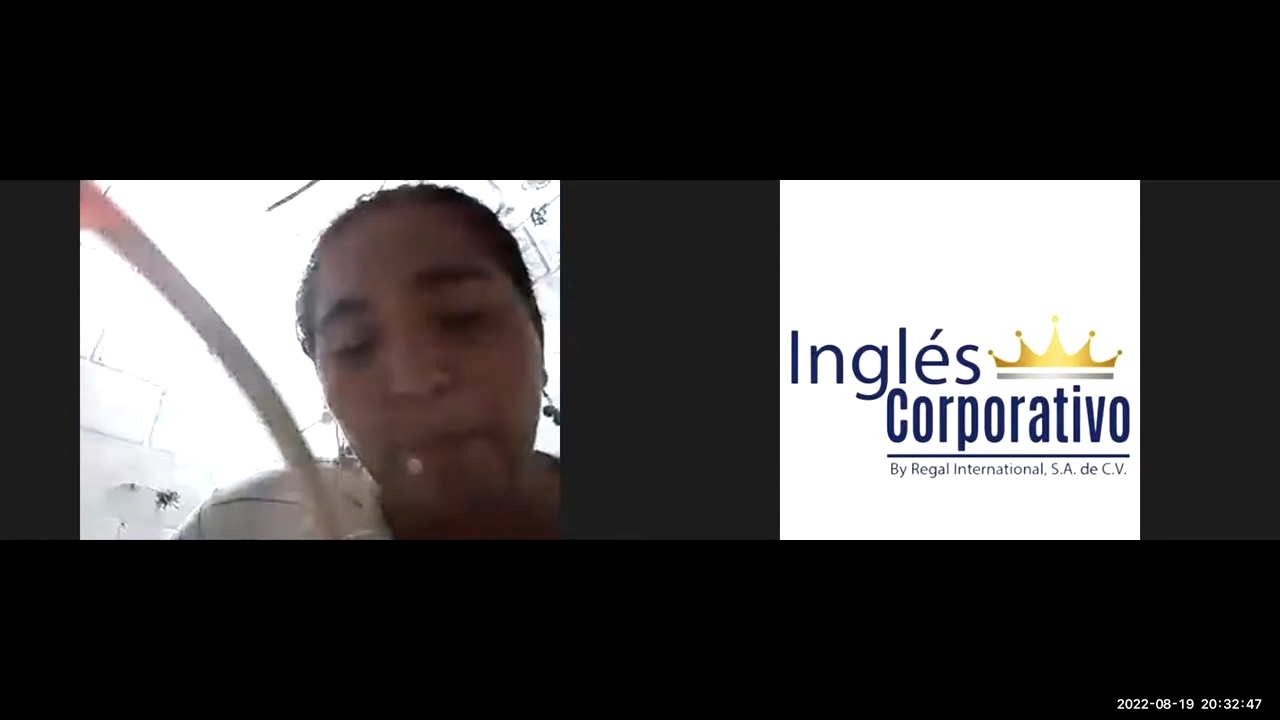 Inglés
Corporativo
By Regal International, S.A. de C.V.
2022-08-19 20:32:47